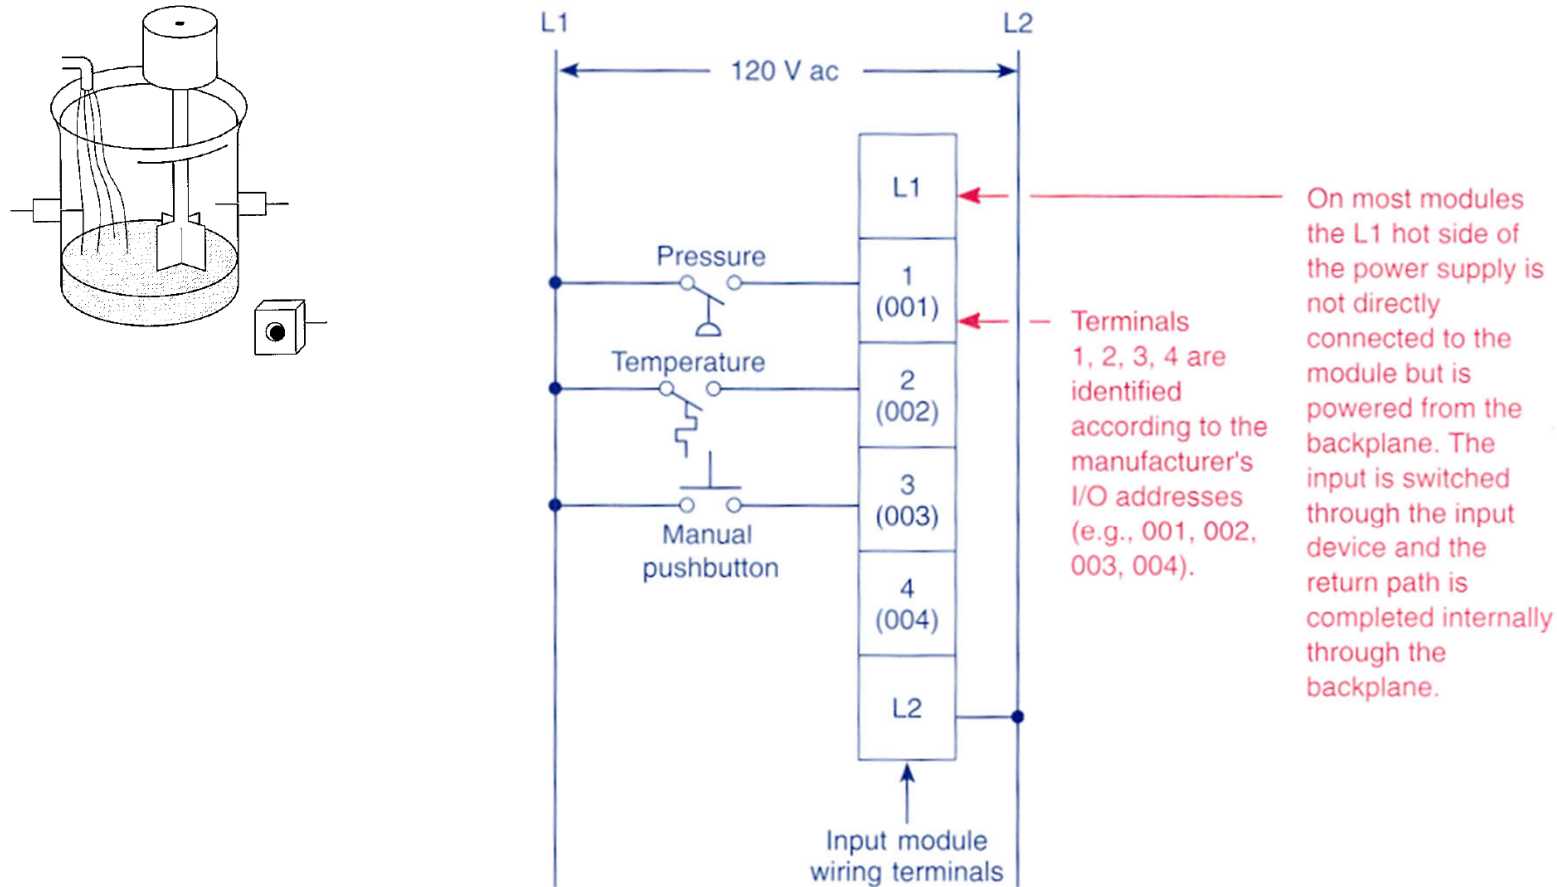 L1
L2
120 V ac
L1
Pressure
1
(001)
Temperature
2
(002)
3
(003)
Manual
pushbutton
4
(004)
L2
Input module
wiring terminals
Terminals
1, 2, 3, 4 are
identified
according to the
manufacturer's
I/O addresses
(e.g., 001, 002,
003, 004).
On most modules
the L1 hot side of
the power supply is
not directly
connected to the
module but is
powered from the
backplane. The
input is switched
through the input
device and the
return path is
completed internally
through the
backplane.